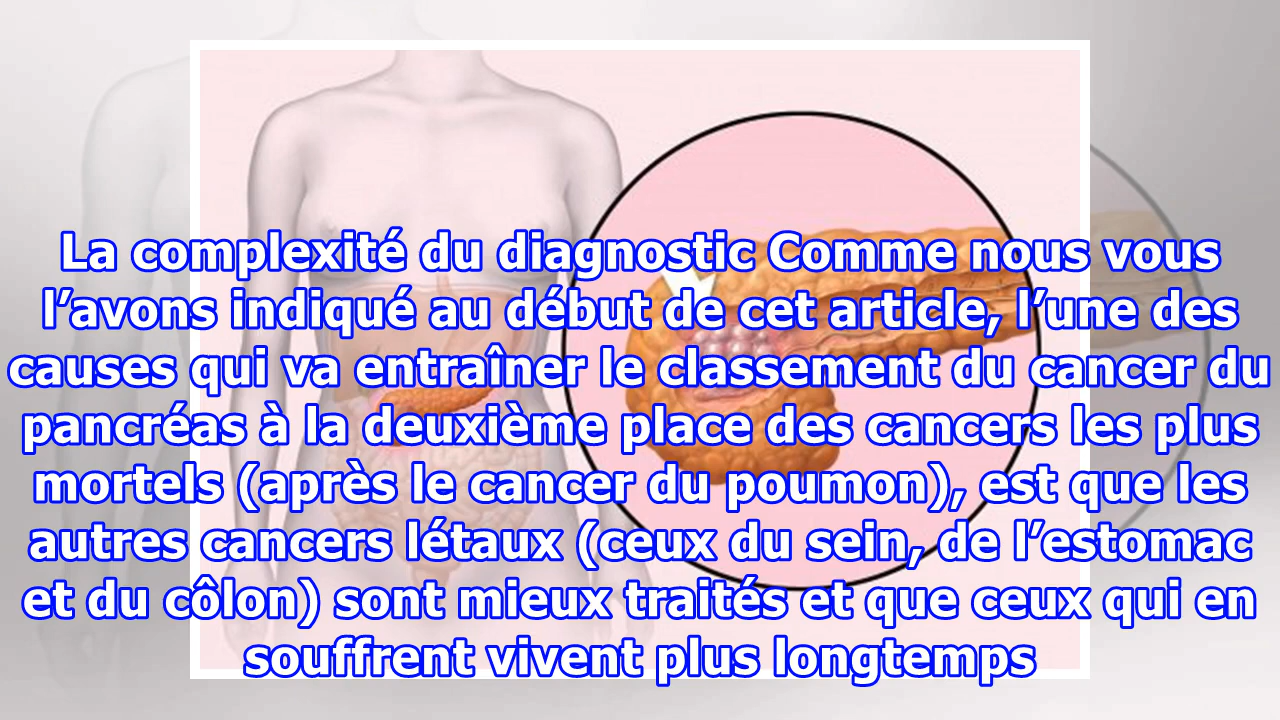 La complexité du diagnostic Comme nous vous
l’avons indiqué au début de cet article, l’une des
causes qui va entraîner le classement du cancer du
pancréas à la deuxième place des cancers les plus
mortels (après le cancer du poumon), est que les
autres cancers létaux (ceux du sein, de l’estomac
et du côlon) sont mieux traités et que ceux qui en
souffrent vivent plus longtemps